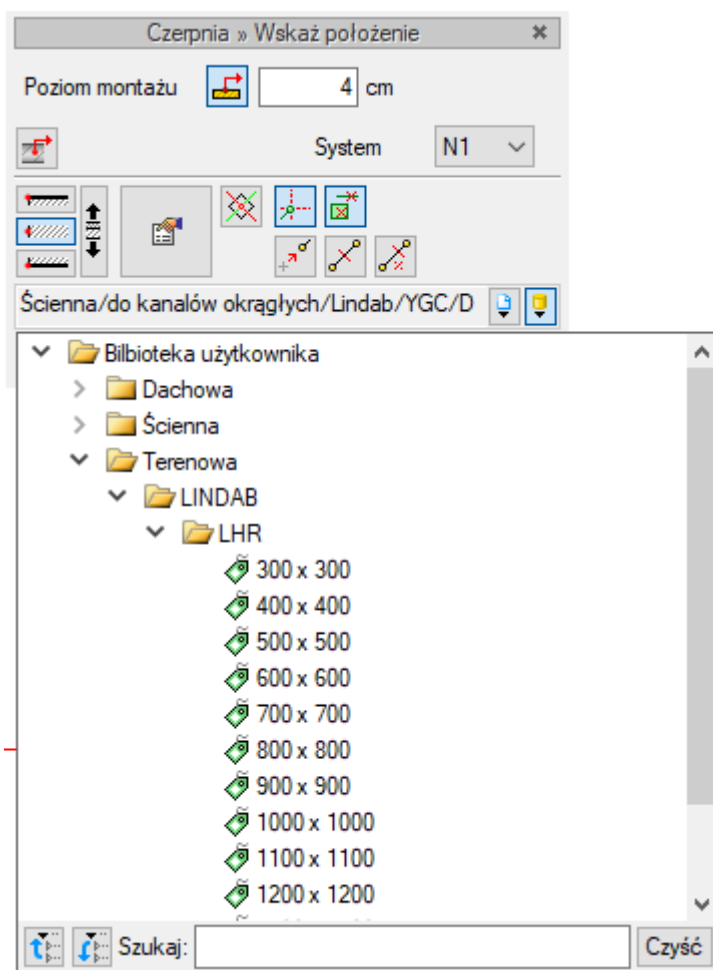 Czerpnia » Wskaż położenie
Poziom montażu 4 cm
System N1
Ścienna/do kanałów okrągłych/Lindab/YGC/D
Bilbioteka użytkownika
Dachowa
Ścienna
Terenowa
LINDAB
LHR
300 x 300
400 x 400
500 x 500
600 x 600
700 x 700
800 x 800
900 x 900
1000 x 1000
1100 x 1100
1200 x 1200
Szukaj: Czyść